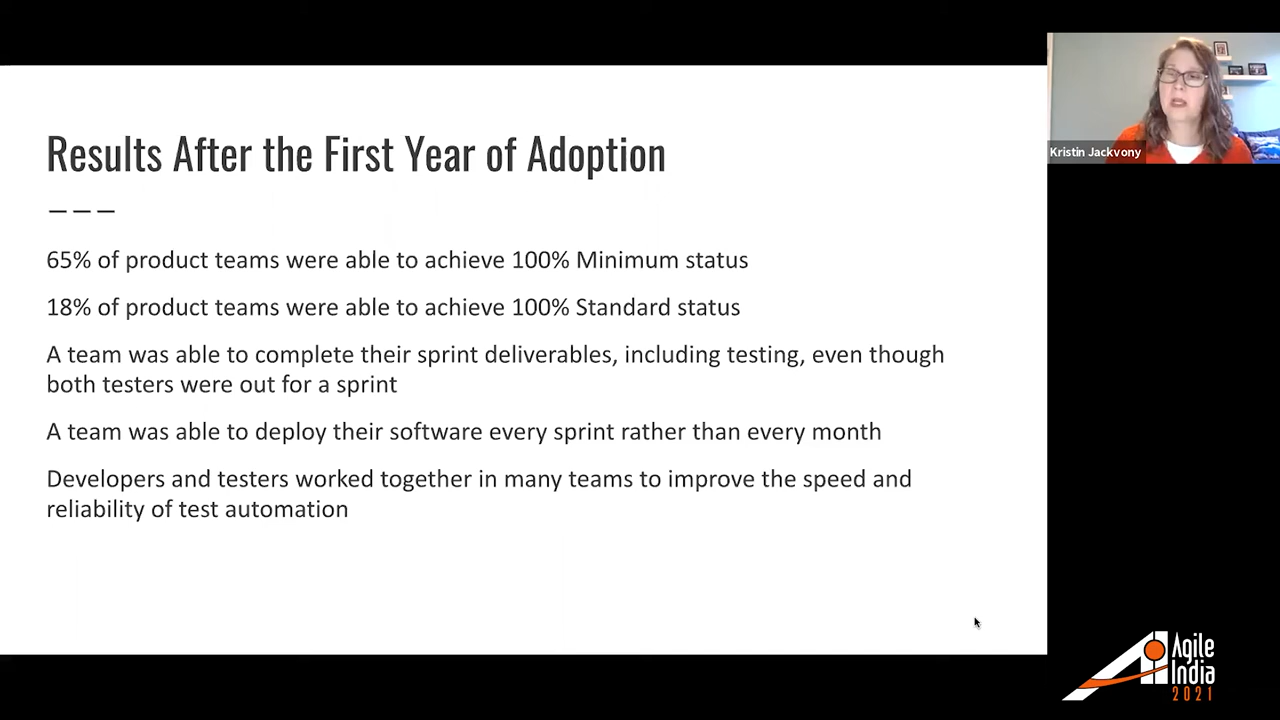 Results After the First Year of Adoption
65% of product teams were able to achieve 100% Minimum status
18% of product teams were able to achieve 100% Standard status
A team was able to complete their sprint deliverables, including testing, even though
both testers were out for a sprint
A team was able to deploy their software every sprint rather than every month
Developers and testers worked together in many teams to improve the speed and
reliability of test automation
Kristin Jackvony
Agile
India
2021